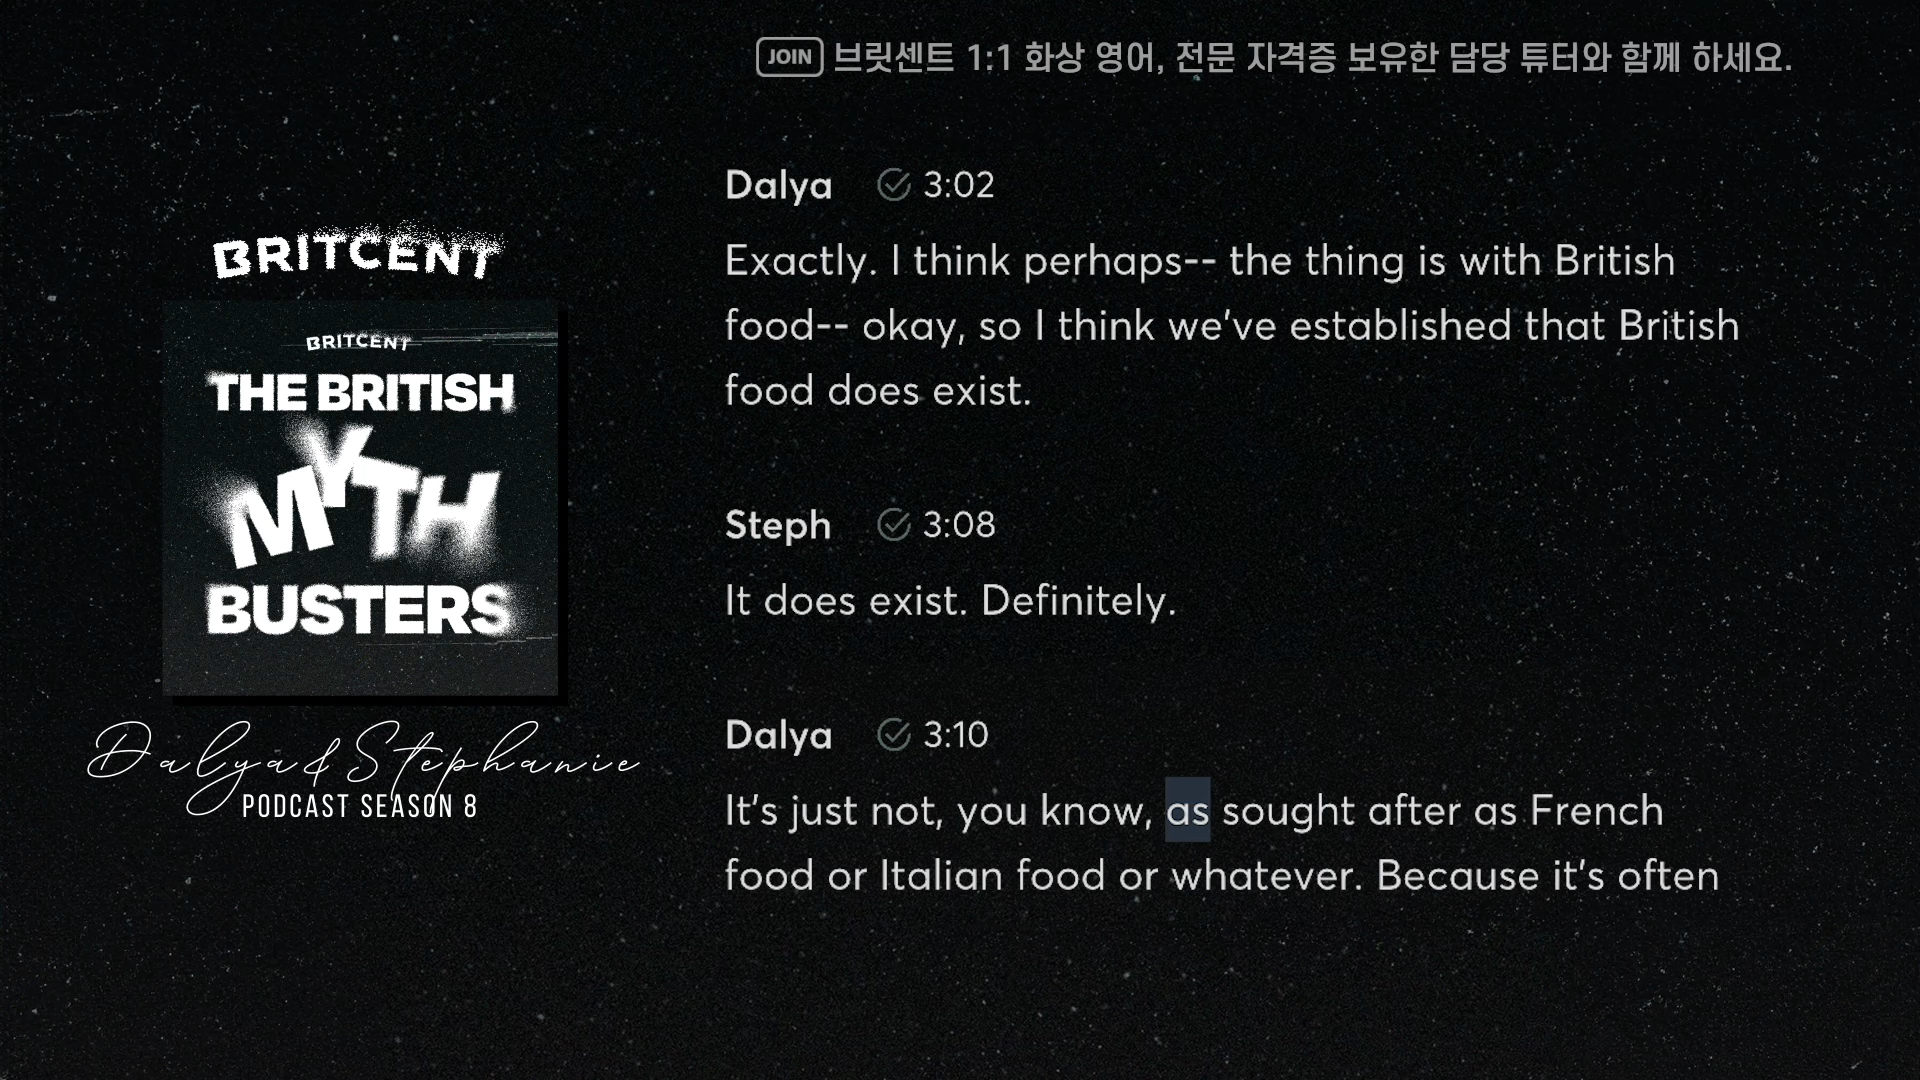 JOIN 브릿센트 1:1 화상 영어, 전문 자격증 보유한 담당 튜터와 함께 하세요.
BRITCENT
BRITCENT
THE BRITISH
MYTH
BUSTERS
Dalya & Stephanie
PODCAST SEASON 8
Dalya 3:02
Exactly. I think perhaps-- the thing is with British
food-- okay, so I think we've established that British
food does exist.
Steph 3:08
It does exist. Definitely.
Dalya 3:10
It's just not, you know, as sought after as French
food or Italian food or whatever. Because it's often